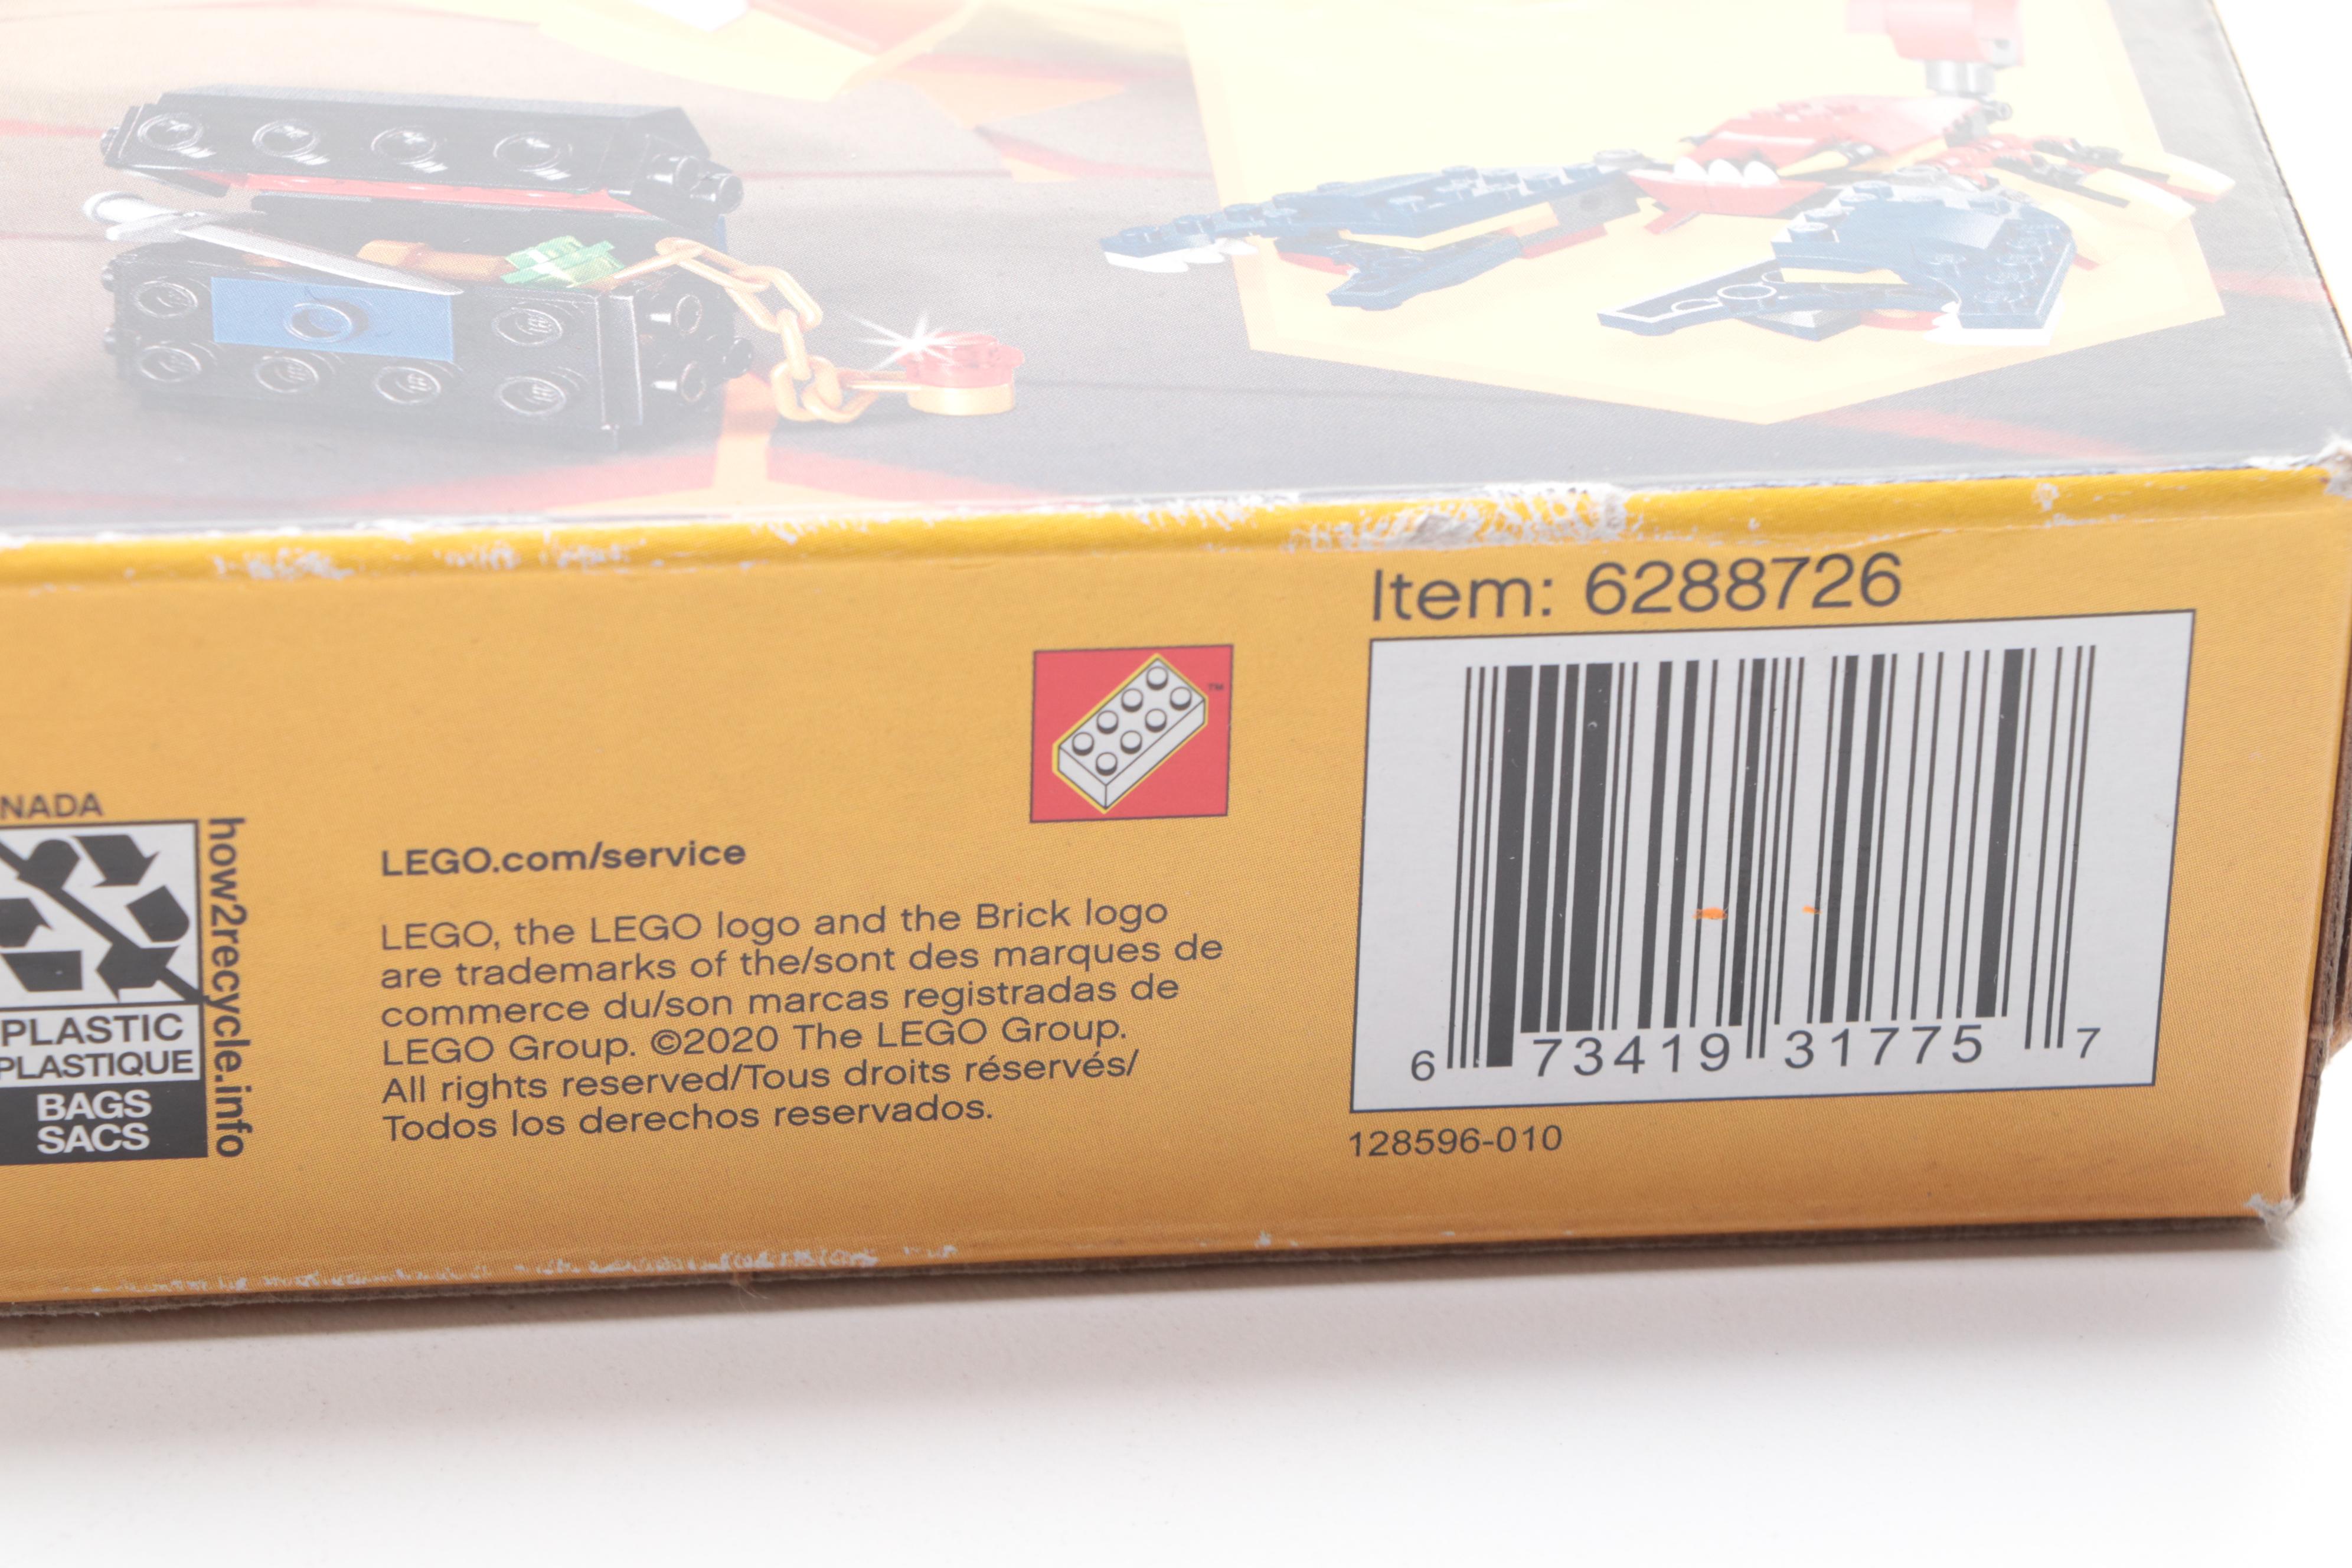 Item: 6288726
NADA
PLASTIC
PLASTIQUE
BAGS
SACS
how2recycle.info
LEGO.com/service
LEGO, the LEGO logo and the Brick logo
are trademarks of the/sont des marques de
commerce du/son marcas registradas de
LEGO Group. ©2020 The LEGO Group.
All rights reserved/Tous droits réservés/
Todos los derechos reservados.
TM
6 73419 31775 7
128596-010